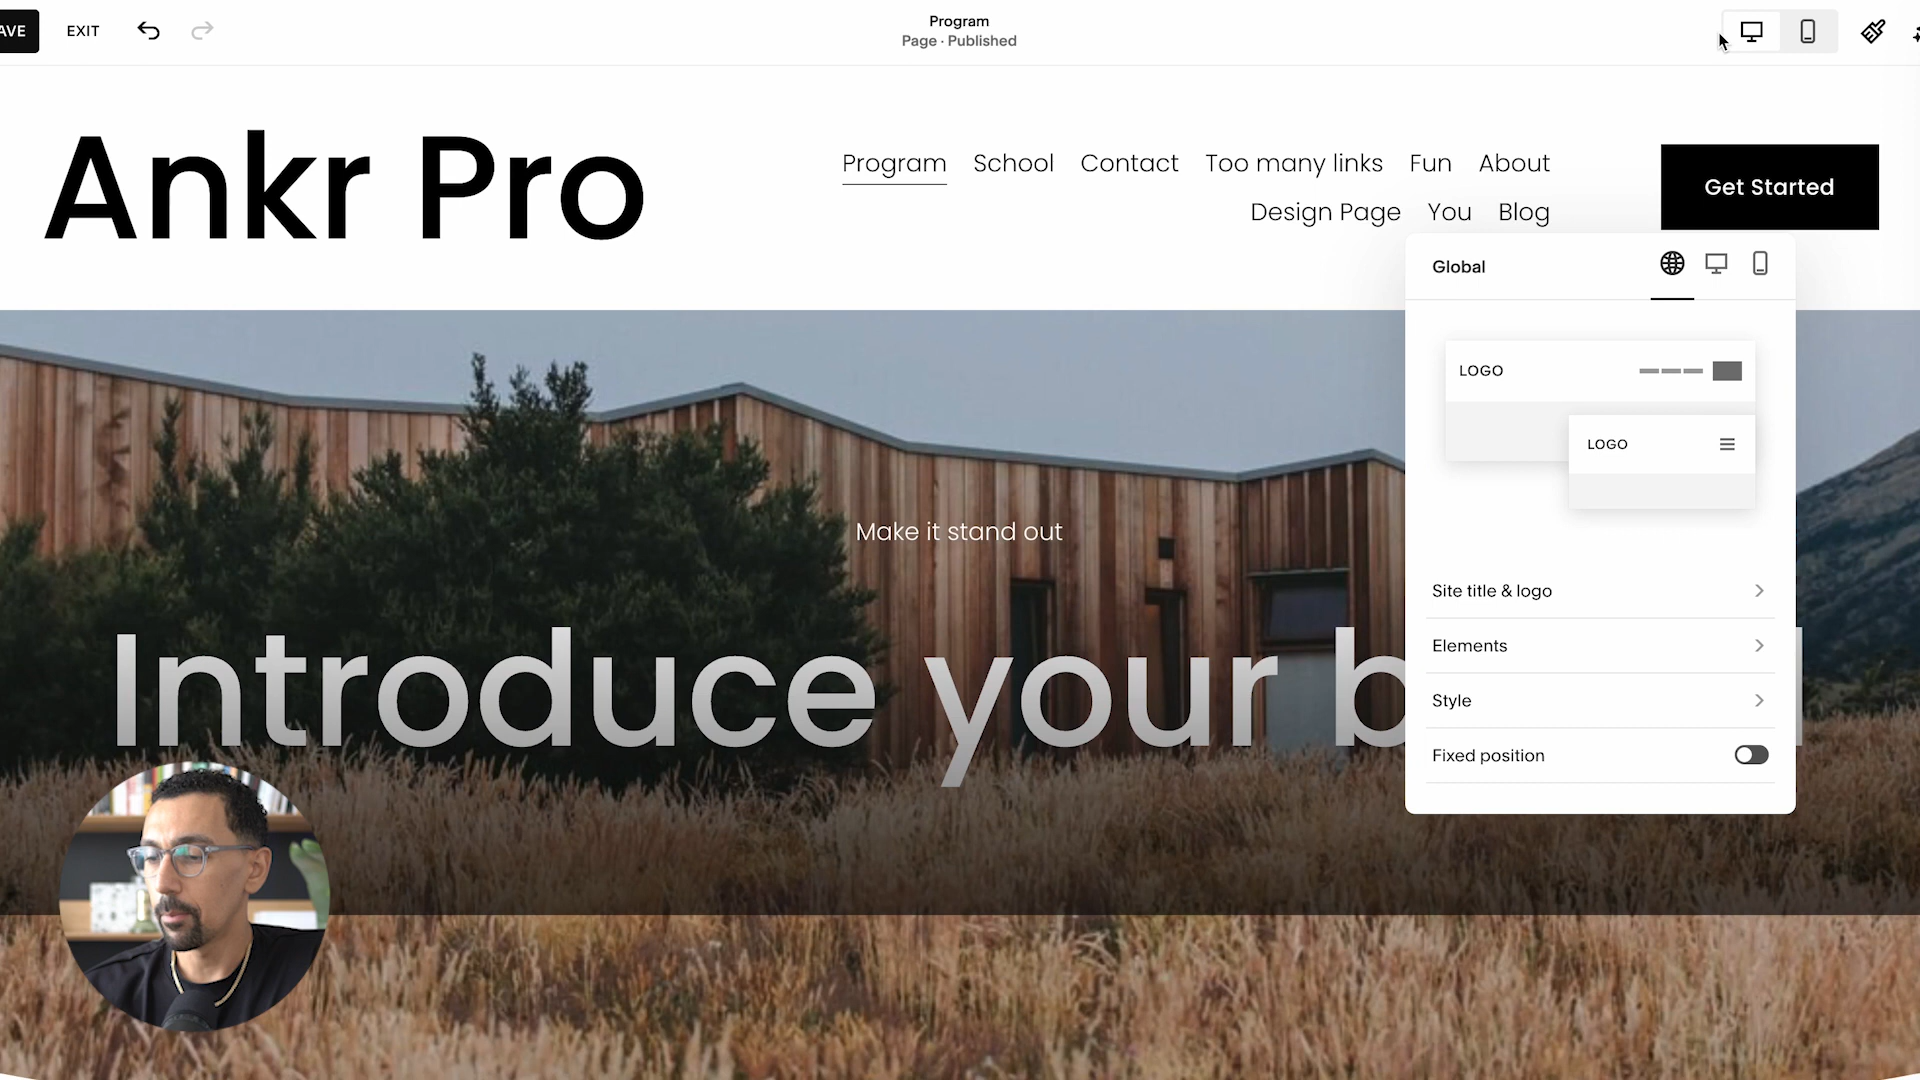 AVE
EXIT
Program
Page · Published
Ankr Pro
Program School Contact Too many links Fun About
Design Page You Blog
Get Started
Global
LOGO
LOGO
Make it stand out
Introduce your b
Site title & logo
Elements
Style
Fixed position